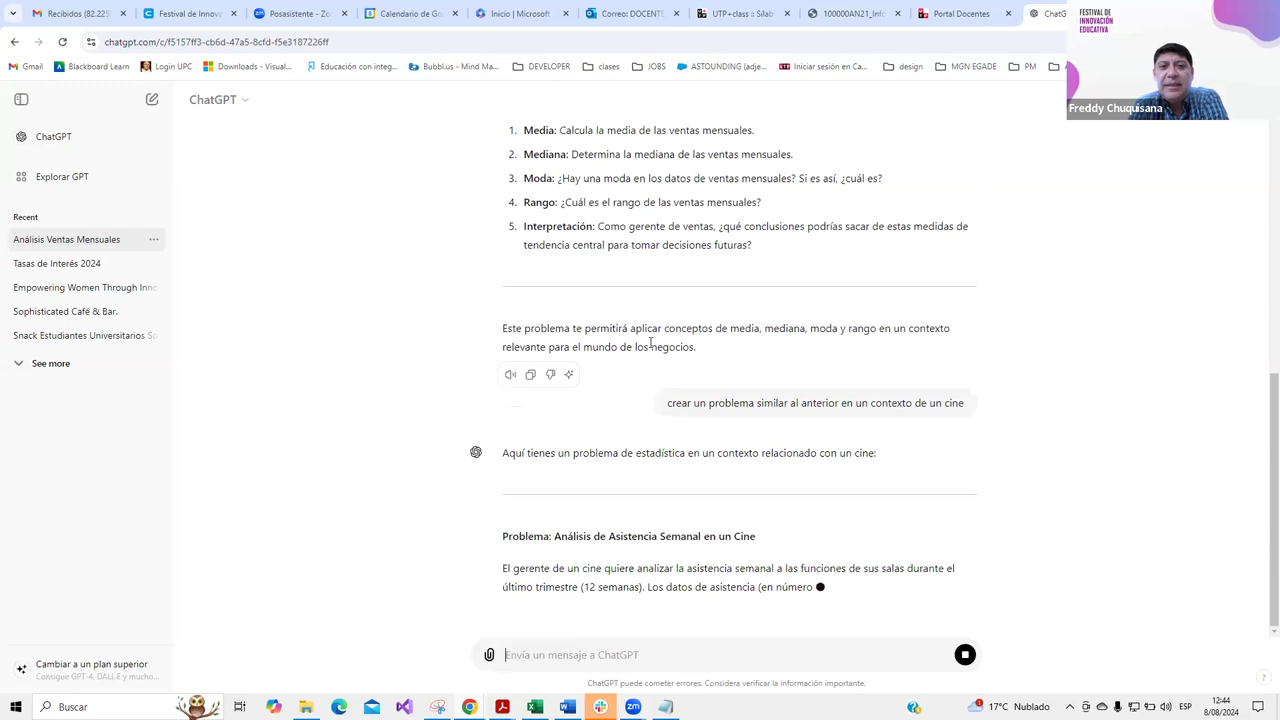 Recibidos (82.229
Festival de Innov
Posasistente - Zo
Calendario de G
Inicio | Microsoft
Correo: DOCENTE
UTP+class :: Sílab
100000AN21_Info
Portal Docentes
ChatG
chatgpt.com/c/f5157ff3-cb6d-47a5-8cfd-f5e3187226ff
Gmail
Blackboard Learn
Login UPC
Downloads - Visual...
Educación con integ...
Bubbl.us - Mind Ma...
DEVELOPER
clases
JOBS
ASTOUNDING (adje...
Iniciar sesión en Ca...
design
MGN EGADE
PM
FESTIVAL DE
INNOVACIÓN
EDUCATIVA
Freddy Chuquisana
ChatGPT
ChatGPT
Explorar GPT
Recent
Análisis Ventas Mensuales
Tasas de Interés 2024
Empowering Women Through Inno
Sophisticated Café & Bar.
Snack Estudiantes Universitarios So
See more
Cambiar a un plan superior
Consigue GPT-4, DALL·E y mucho...
1. Media: Calcula la media de las ventas mensuales.
2. Mediana: Determina la mediana de las ventas mensuales.
3. Moda: ¿Hay una moda en los datos de ventas mensuales? Si es así, ¿cuál es?
4. Rango: ¿Cuál es el rango de las ventas mensuales?
5. Interpretación: Como gerente de ventas, ¿qué conclusiones podrías sacar de estas medidas de
tendencia central para tomar decisiones futuras?
Este problema te permitirá aplicar conceptos de media, mediana, moda y rango en un contexto
relevante para el mundo de los negocios.
crear un problema similar al anterior en un contexto de un cine
Aquí tienes un problema de estadística en un contexto relacionado con un cine:
Problema: Análisis de Asistencia Semanal en un Cine
El gerente de un cine quiere analizar la asistencia semanal a las funciones de sus salas durante el
último trimestre (12 semanas). Los datos de asistencia (en número
Envía un mensaje a ChatGPT
ChatGPT puede cometer errores. Considera verificar la información importante.
?
Buscar
17°C Nublado
ESP
12:44
8/08/2024